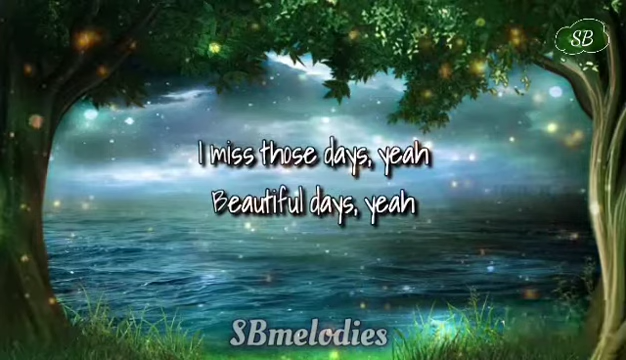 SB
I miss those days, yeah
Beautiful days, yeah
SBmelodies